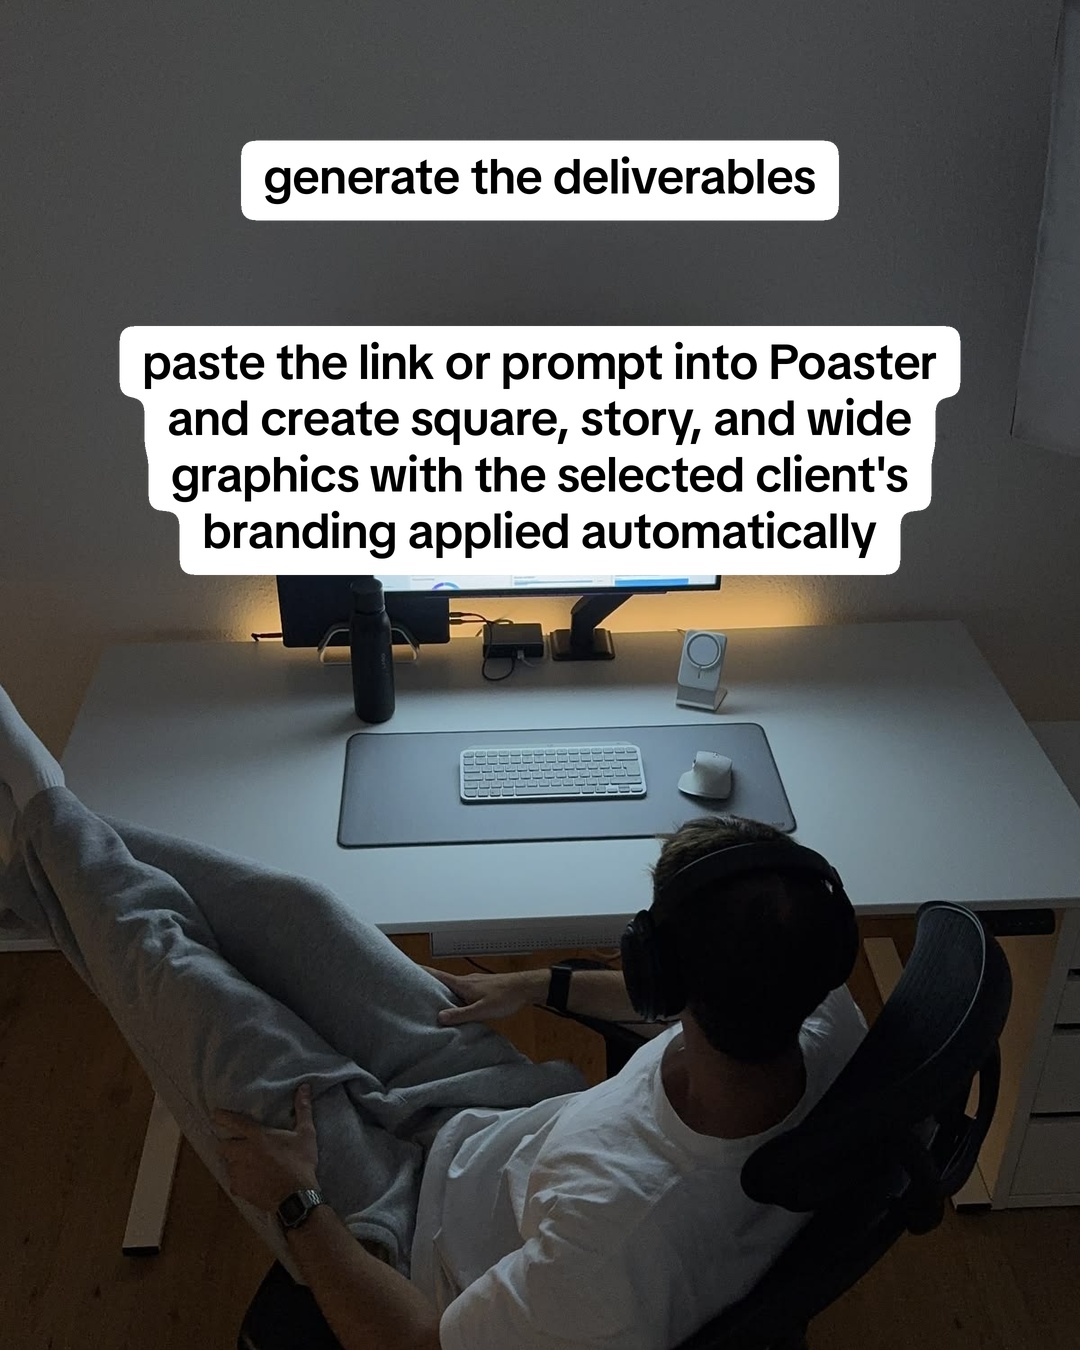 generate the deliverables
paste the link or prompt into Poaster
and create square, story, and wide
graphics with the selected client's
branding applied automatically